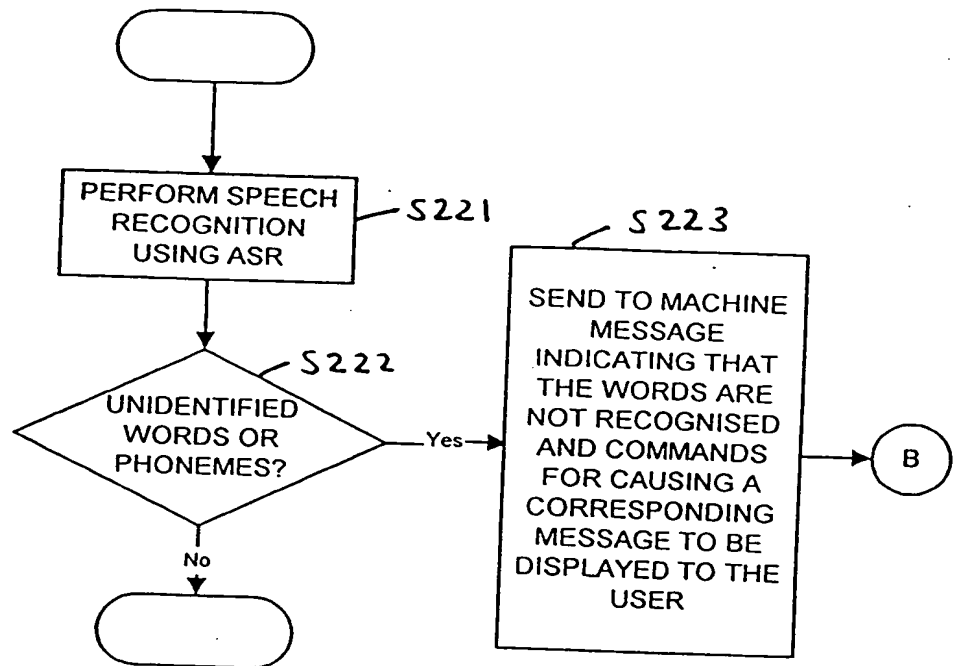 PERFORM SPEECH
RECOGNITION
USING ASR
S221
S222
UNIDENTIFIED
WORDS OR
PHONEMES?
Yes
No
S223
SEND TO MACHINE
MESSAGE
INDICATING THAT
THE WORDS ARE
NOT RECOGNISED
AND COMMANDS
FOR CAUSING A
CORRESPONDING
MESSAGE TO BE
DISPLAYED TO THE
USER
B